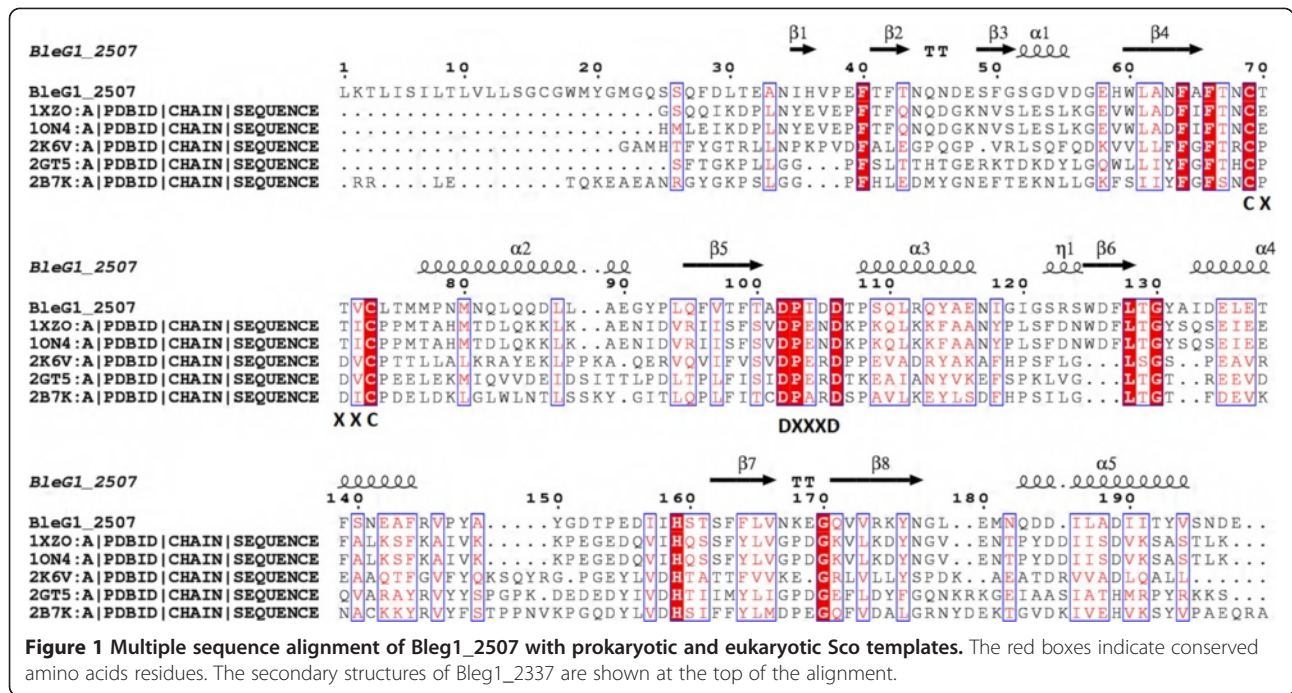 β1 β2 TT β3 α1 β4
BleG1_2507
1 10 20 30 40 50 60 70
BleG1_2507 LKTLISILTLVLLSGCGWMYGMGQSSQFDLTEANIHVPEFTFTNQNDESFGSGDVDGEHWLANFAFTNCT
1XZO:A|PDBID|CHAIN|SEQUENCE ........................GSQQIKDPLNYEVEPFTFQNQDGKNVSLESLKGEVWLADFIFTNCE
1ON4:A|PDBID|CHAIN|SEQUENCE ........................HMLEIKDPLNYEVEPFTFQNQDGKNVSLESLKGEVWLADFIFTNCE
2K6V:A|PDBID|CHAIN|SEQUENCE .....................GAMHTFYGTRLLNPKPVDFALEGPQGP.VRLSQFQDKVVLLFFGFTRCP
2GT5:A|PDBID|CHAIN|SEQUENCE .........................SFTGKPLLGG...PFSLTTHTGERKTDKDYLGQWLLIYFGFTHCP
2B7K:A|PDBID|CHAIN|SEQUENCE .RR....LE........TQKEAEANRGYGKPSLGG...PFHLEDMYGNEFTEKNLLGKFSIIYFGFSNCP
C X
α2 β5 α3 η1 β6 α4
BleG1_2507
80 90 100 110 120 130
BleG1_2507 TVCLTMMPNMNQLQQDLL..AEGYPLQFVTFTADPIDDTPSQLRQYAENIGIGSRSWDFLTGYAIDELET
1XZO:A|PDBID|CHAIN|SEQUENCE TICPPMTAHMTDLQKKLK..AENIDVRIISFSVDPENDKPKQLKKFAANYPLSFDNWDFLTGYSQSEIEE
1ON4:A|PDBID|CHAIN|SEQUENCE TICPPMTAHMTDLQKKLK..AENIDVRIISFSVDPENDKPKQLKKFAANYPLSFDNWDFLTGYSQSEIEE
2K6V:A|PDBID|CHAIN|SEQUENCE DVCPTTLLALKRAYEKLPPKA.QERVQVIFVSVDPERDPPEVADRYAKAFHPSFLG...LSGS..PEAVR
2GT5:A|PDBID|CHAIN|SEQUENCE DVCPEELEKMIQVVDEIDSITTLPDLTPLFISIDPERDTKEAIANYVKEFSPKLVG...LTGT..REEVD
2B7K:A|PDBID|CHAIN|SEQUENCE DICPDELDKLGLWLNTLSSKY.GITLQPLFITCDPARDSPAVLKEYLSDFHPSILG...LTGT..FDEVK
X X C DXXXD
β7 TT β8 α5
BleG1_2507
140 150 160 170 180 190
BleG1_2507 FSNEAFRVPYA.....YGDTPEDIIHSTSFFLVNKEGQVVRKYNGL..EMNQDD.ILADIITYVSNDE..
1XZO:A|PDBID|CHAIN|SEQUENCE FALKSFKAIVK.....KPEGEDQVIHQSSFYLVGPDGKVLKDYNGV..ENTPYDDIISDVKSASTLK...
1ON4:A|PDBID|CHAIN|SEQUENCE FALKSFKAIVK.....KPEGEDQVIHQSSFYLVGPDGKVLKDYNGV..ENTPYDDIISDVKSASTLK...
2K6V:A|PDBID|CHAIN|SEQUENCE EAAQTFGVFYQKSQYRG.PGEYLVDHTATTFVVKE.GRLVLLYSPDK..AEATDRVVADLQALL......
2GT5:A|PDBID|CHAIN|SEQUENCE QVARAYRVYYSPGPK.DEDEDYIVDHTIIMYLIGPDGEFLDYFGQNKRKGEIAASIATHMRPYRKKS...
2B7K:A|PDBID|CHAIN|SEQUENCE NACKKYRVYFSTPPNVKPGQDYLVDHSIFFYLMDPEGQFVDALGRNYDEKTGVDKIVEHVKSYVPAEQRA
Figure 1 Multiple sequence alignment of Bleg1_2507 with prokaryotic and eukaryotic Sco templates. The red boxes indicate conserved
amino acids residues. The secondary structures of Bleg1_2337 are shown at the top of the alignment.